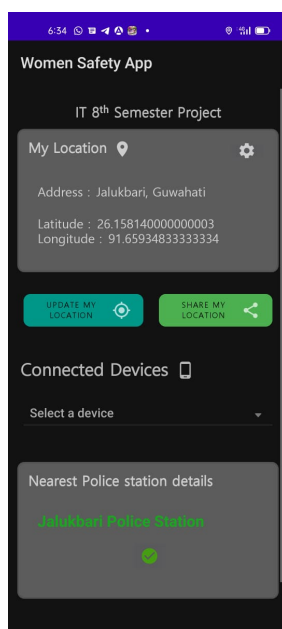 6:34
Women Safety App
IT 8th Semester Project
My Location
Address : Jalukbari, Guwahati
Latitude : 26.158140000000003
Longitude : 91.65934833333334
UPDATE MY
LOCATION
SHARE MY
LOCATION
Connected Devices
Select a device
Nearest Police station details
Jalukbari Police Station